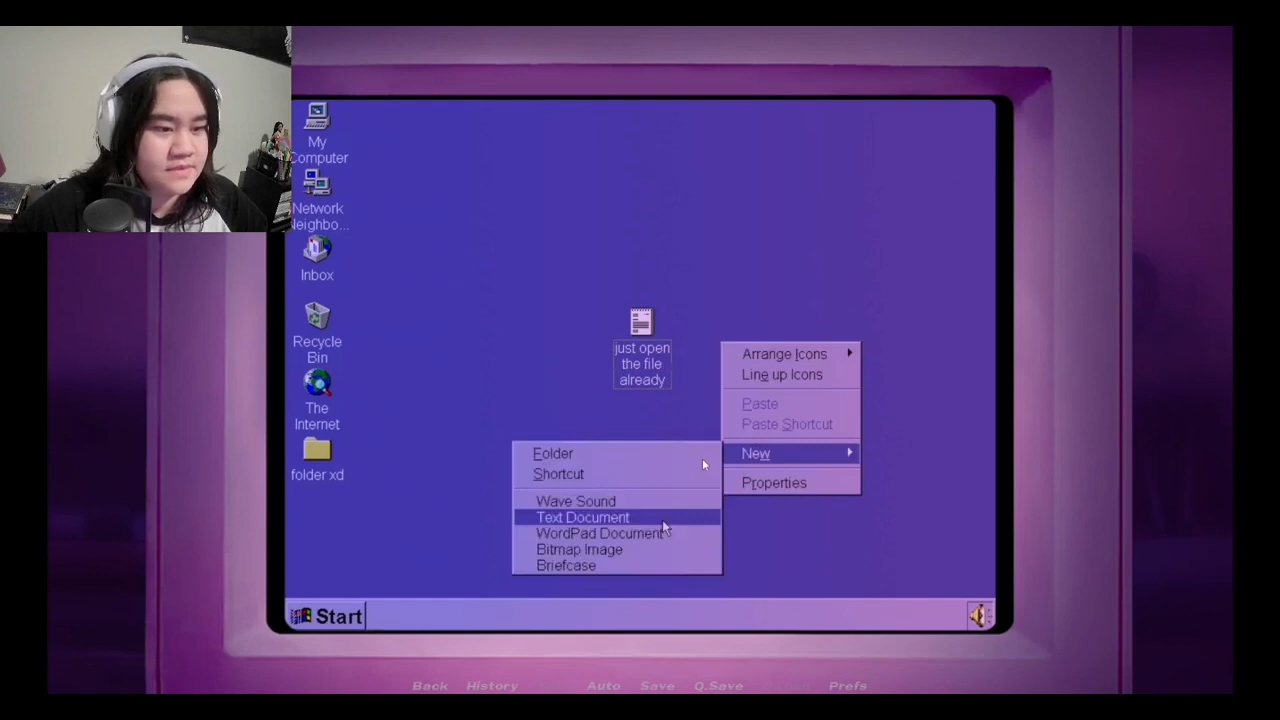 My
Computer
Network
Neighbo...
Inbox
Recycle
Bin
The
Internet
folder xd
just open
the file
already
Arrange Icons
Line up Icons
Paste
Paste Shortcut
New
Properties
Folder
Shortcut
Wave Sound
Text Document
WordPad Document
Bitmap Image
Briefcase
Start
Back History Auto Save Q.Save Prefs